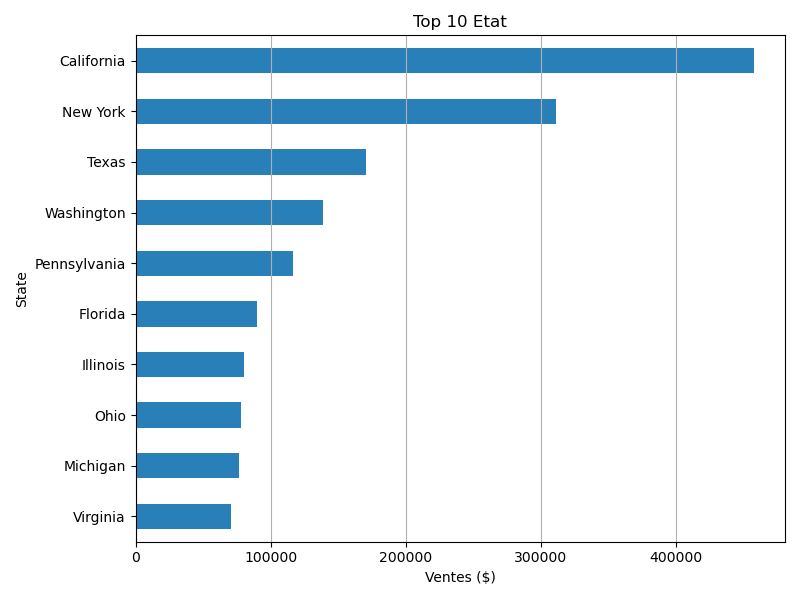 Top 10 Etat
California
New York
Texas
Washington
Pennsylvania
Florida
Illinois
Ohio
Michigan
Virginia
State
0 100000 200000 300000 400000
Ventes ($)